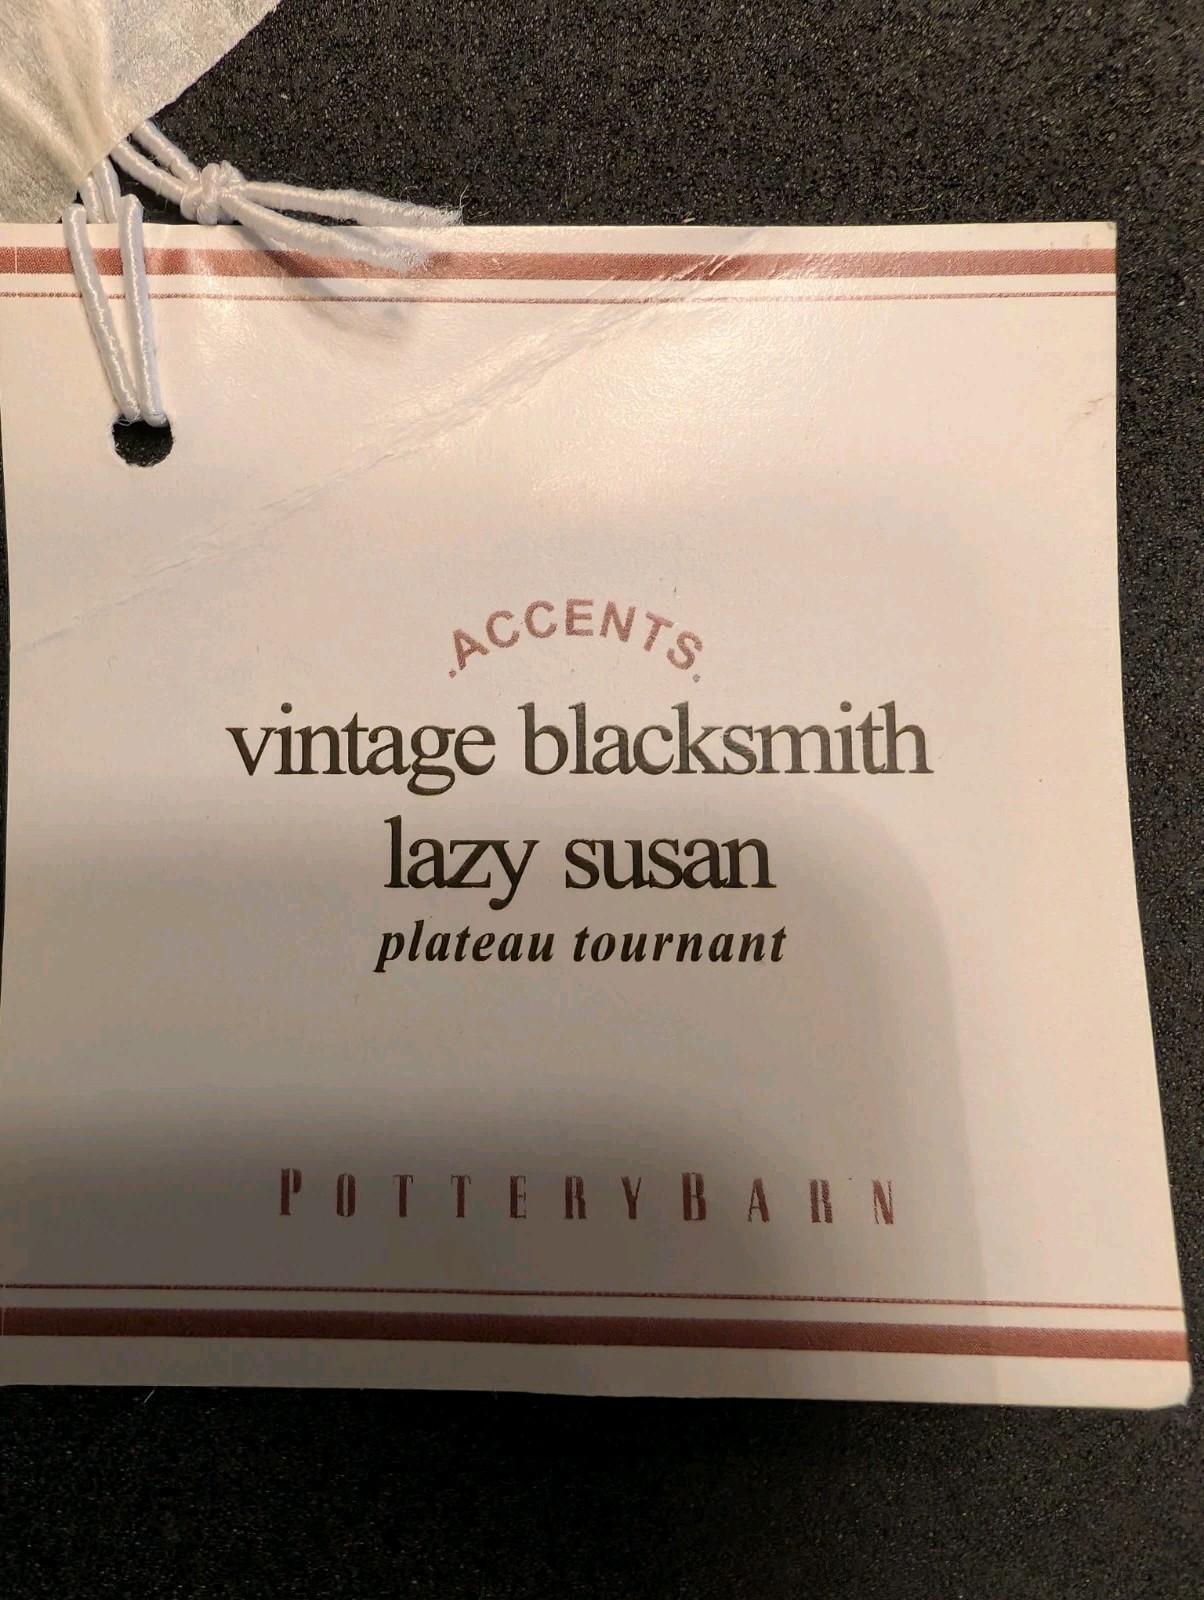 .ACCENTS.
vintage blacksmith
lazy susan
plateau tournant
POTTERYBARN